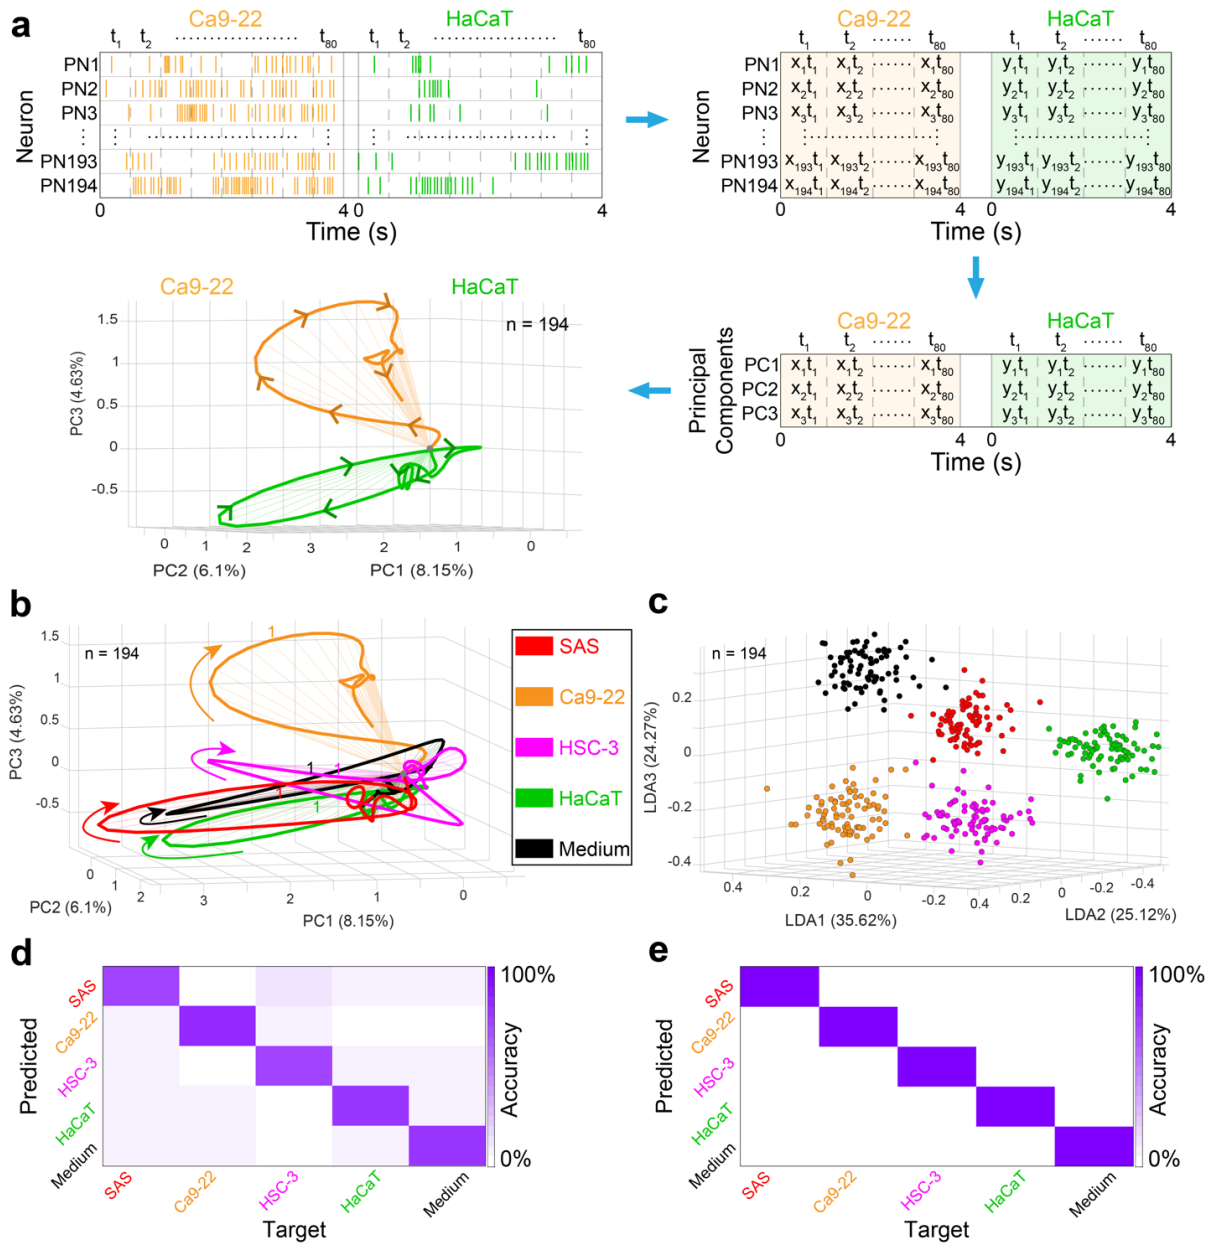 a
Ca9-22 HaCaT
t1 t2 t80 t1 t2 t80
PN1
PN2
PN3
PN193
PN194
Neuron
0 4 0 4
Time (s)
Ca9-22 HaCaT
t1 t2 t80 t1 t2 t80
PN1 x1t1 x1t2 x1t80 y1t1 y1t2 y1t80
PN2 x2t1 x2t2 x2t80 y2t1 y2t2 y2t80
PN3 x3t1 x3t2 x3t80 y3t1 y3t2 y3t80
PN193 x193t1 x193t2 x193t80 y193t1 y193t2 y193t80
PN194 x194t1 x194t2 x194t80 y194t1 y194t2 y194t80
Neuron
0 4 0 4
Time (s)
Ca9-22 HaCaT
t1 t2 t80 t1 t2 t80
PC1 x1t1 x1t2 x1t80 y1t1 y1t2 y1t80
PC2 x2t1 x2t2 x2t80 y2t1 y2t2 y2t80
PC3 x3t1 x3t2 x3t80 y3t1 y3t2 y3t80
Principal
Components
4 0 4
Time (s)
Ca9-22 HaCaT
n = 194
1.5
1
0.5
0
-0.5
PC3 (4.63%)
0 1 2 3 2 1 0
PC2 (6.1%) PC1 (8.15%)
b
n = 194
1.5
1
0.5
0
-0.5
PC3 (4.63%)
1
1
1
1
1
0
1
2
3 2 1 0
PC2 (6.1%)
PC1 (8.15%)
SAS
Ca9-22
HSC-3
HaCaT
Medium
c
n = 194
0.2
0
-0.2
-0.4
LDA3 (24.27%)
0.4 0.2 0 -0.2 0.4 0.2 0 -0.2 -0.4
LDA1 (35.62%)
LDA2 (25.12%)
d
Predicted
SAS
Ca9-22
HSC-3
HaCaT
Medium
SAS
Ca9-22
HSC-3
HaCaT
Medium
Target
100%
Accuracy
0%
e
Predicted
SAS
Ca9-22
HSC-3
HaCaT
Medium
SAS
Ca9-22
HSC-3
HaCaT
Medium
Target
100%
Accuracy
0%